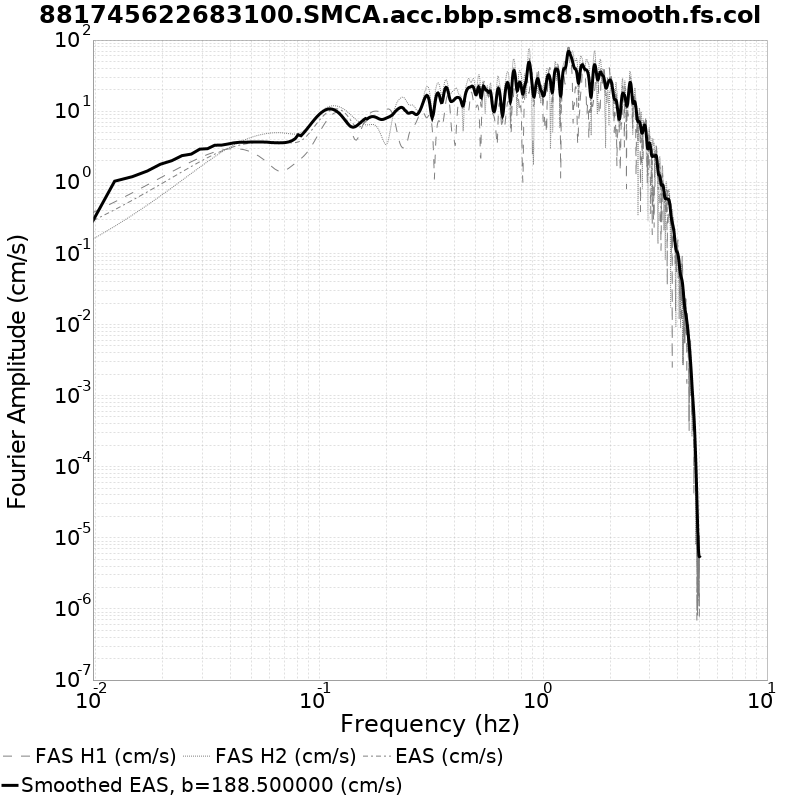 881745622683100.SMCA.acc.bbp.smc8.smooth.fs.col
Fourier Amplitude (cm/s)
10^2
10^1
10^0
10^-1
10^-2
10^-3
10^-4
10^-5
10^-6
10^-7
10^-2 10^-1 10^0 10^1
Frequency (hz)
FAS H1 (cm/s) FAS H2 (cm/s) EAS (cm/s)
Smoothed EAS, b=188.500000 (cm/s)